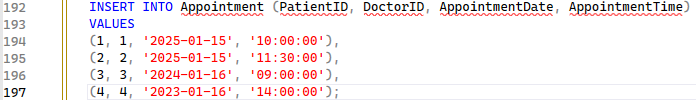 192 INSERT INTO Appointment (PatientID, DoctorID, AppointmentDate, AppointmentTime)
193 VALUES
194 (1, 1, '2025-01-15', '10:00:00'),
195 (2, 2, '2025-01-15', '11:30:00'),
196 (3, 3, '2024-01-16', '09:00:00'),
197 (4, 4, '2023-01-16', '14:00:00');